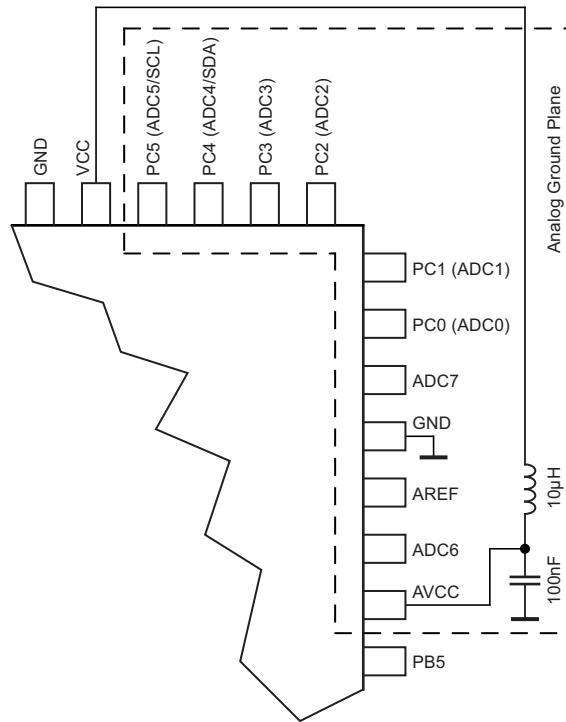 GND
VCC
PC5 (ADC5/SCL)
PC4 (ADC4/SDA)
PC3 (ADC3)
PC2 (ADC2)
Analog Ground Plane
PC1 (ADC1)
PC0 (ADC0)
ADC7
GND
AREF
ADC6
AVCC
PB5
10μH
100nF